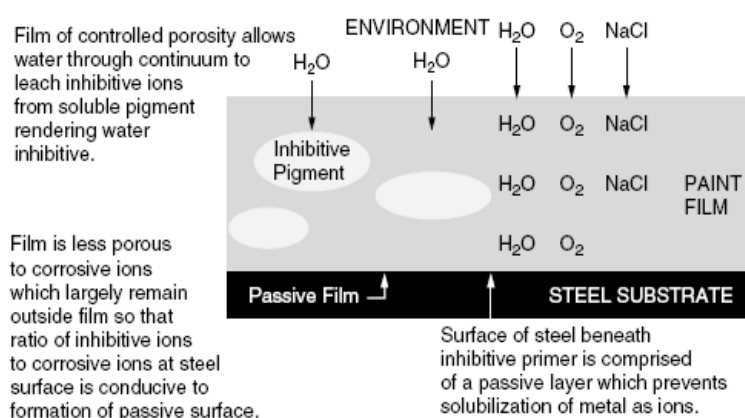 Film of controlled porosity allows
water through continuum to
leach inhibitive ions
from soluble pigment
rendering water
inhibitive.
ENVIRONMENT
H₂O O₂ NaCl
H₂O H₂O
H₂O O₂ NaCl
Inhibitive
Pigment
H₂O O₂ NaCl
PAINT
FILM
H₂O O₂
Film is less porous
to corrosive ions
which largely remain
outside film so that
ratio of inhibitive ions
to corrosive ions at steel
surface is conducive to
formation of passive surface.
Passive Film
STEEL SUBSTRATE
Surface of steel beneath
inhibitive primer is comprised
of a passive layer which prevents
solubilization of metal as ions.